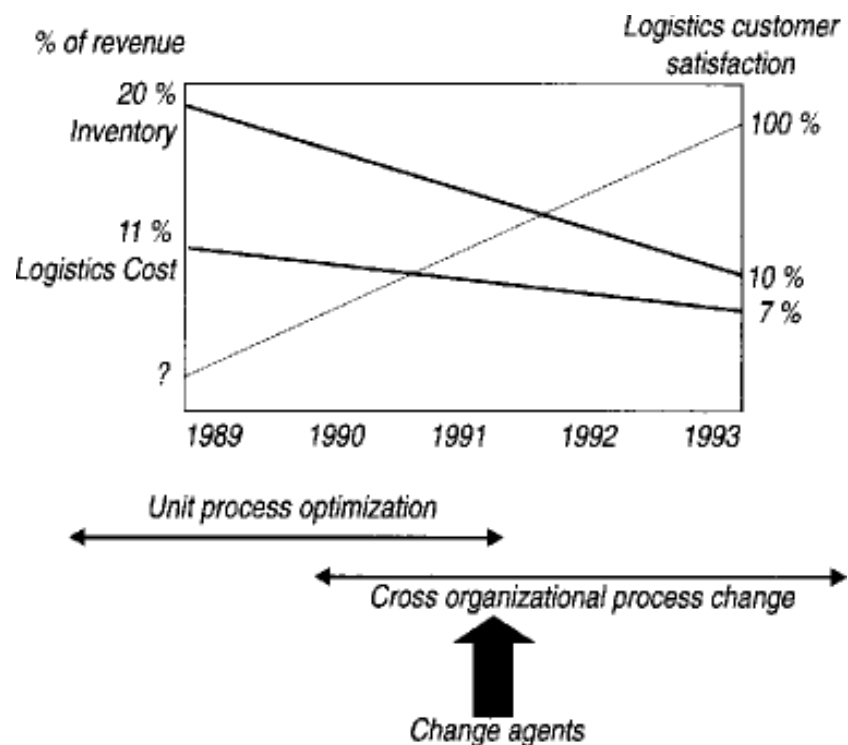 % of revenue
Logistics customer
satisfaction
20 %
Inventory
100 %
11 %
Logistics Cost
10 %
7 %
?
1989 1990 1991 1992 1993
Unit process optimization
Cross organizational process change
Change agents